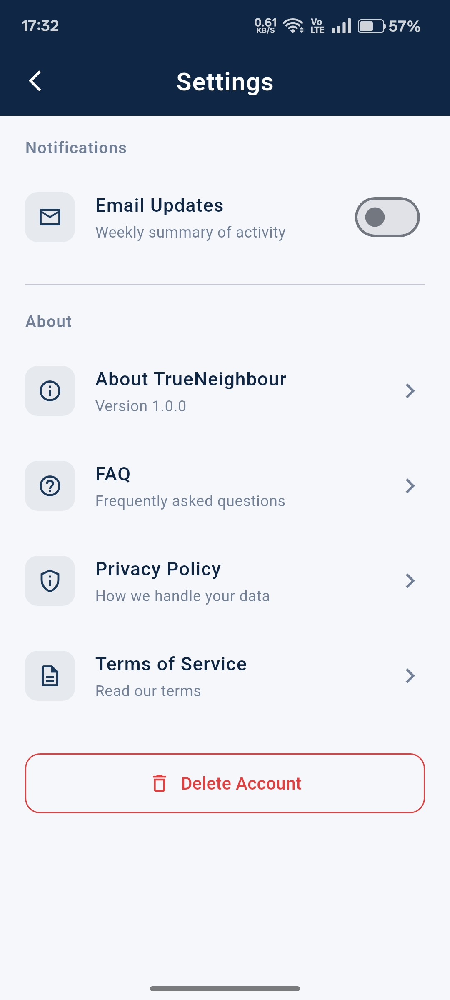 17:32
0.61
KB/S
Vo
LTE
57%
Settings
Notifications
Email Updates
Weekly summary of activity
About
About TrueNeighbour
Version 1.0.0
FAQ
Frequently asked questions
Privacy Policy
How we handle your data
Terms of Service
Read our terms
Delete Account